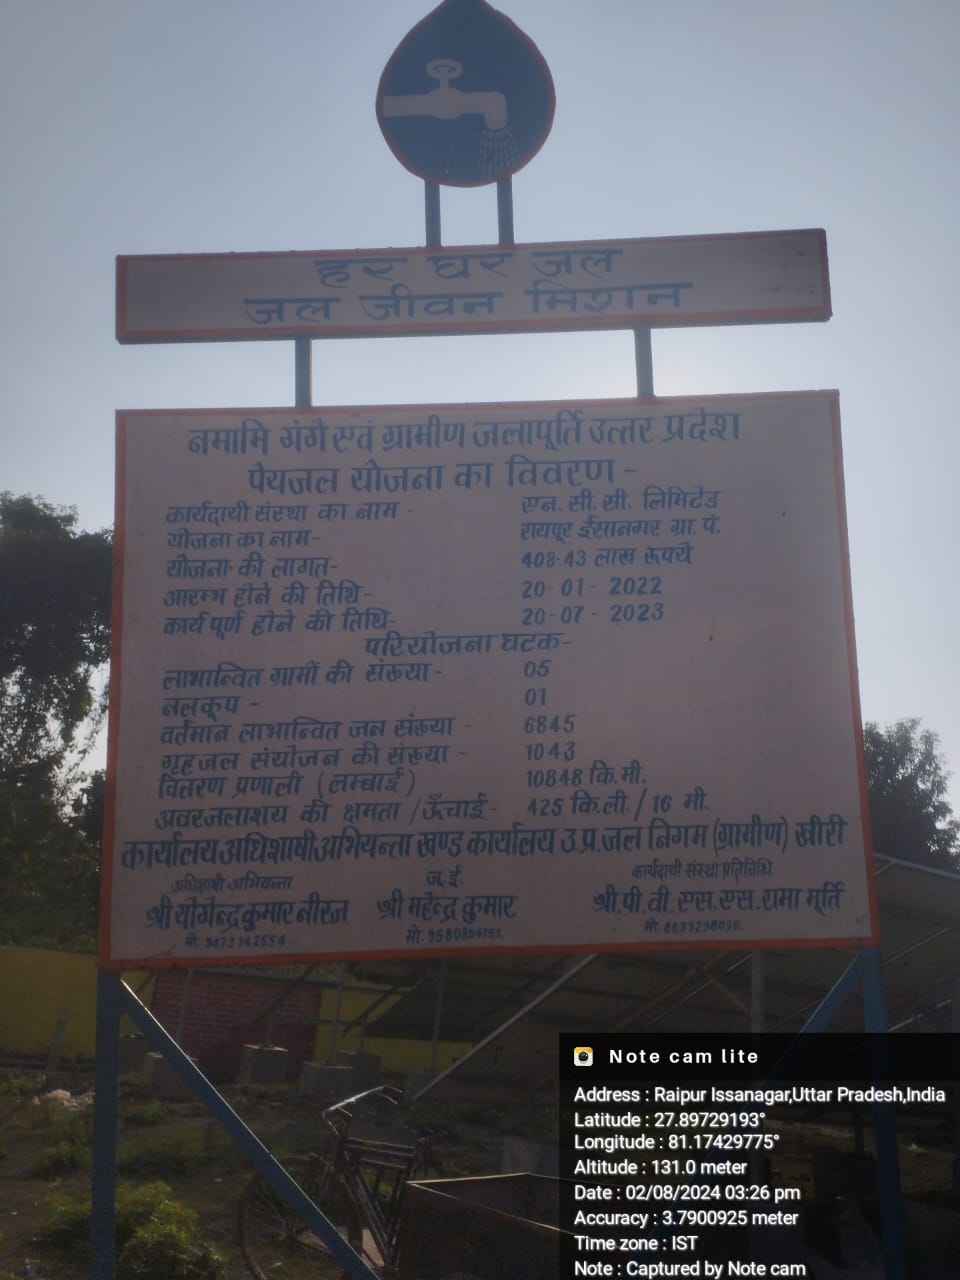 हर घर जल
जल जीवन मिशन
नमामि गंगे एवं ग्रामीण जलापूर्ति उत्तर प्रदेश
पेयजल योजना का विवरण -
कार्यदायी संस्था का नाम - एन. सी. सी. लिमिटेड
योजना का नाम- रायपूर ईसानगर ग्रा. पं.
योजना की लागत- 408-43 लाख रूपये
आरम्भ होने की तिथि- 20-01-2022
कार्य पूर्ण होने की तिथि- 20-07-2023
परियोजना घटक-
लाभान्वित ग्रामों की संख्या- 05
नलकूप - 01
वर्तमान लाभान्वित जन संख्या - 6845
गृह जल संयोजन की संख्या - 1043
वितरण प्रणाली (लम्बाई) 10848 कि.मी.
अवरजलाशय की क्षमता /ऊँचाई- 425 कि.ली./ 16 मी.
कार्यालय अधिशाषी अभियन्ता खण्ड कार्यालय उ.प्र. जल निगम (ग्रामीण) खीरी
अधिशाषी अभियन्ता जू.ई. कार्यदायी संस्था प्रतिनिधि
श्री योगेन्द्र कुमार नीरज श्री महेन्द्र कुमार श्री.पी.वी.एस.एस.रामा मूर्ति
मो. मो. मो.
Note cam lite
Address : Raipur Issanagar,Uttar Pradesh,India
Latitude : 27.89729193°
Longitude : 81.17429775°
Altitude : 131.0 meter
Date : 02/08/2024 03:26 pm
Accuracy : 3.7900925 meter
Time zone : IST
Note : Captured by Note cam